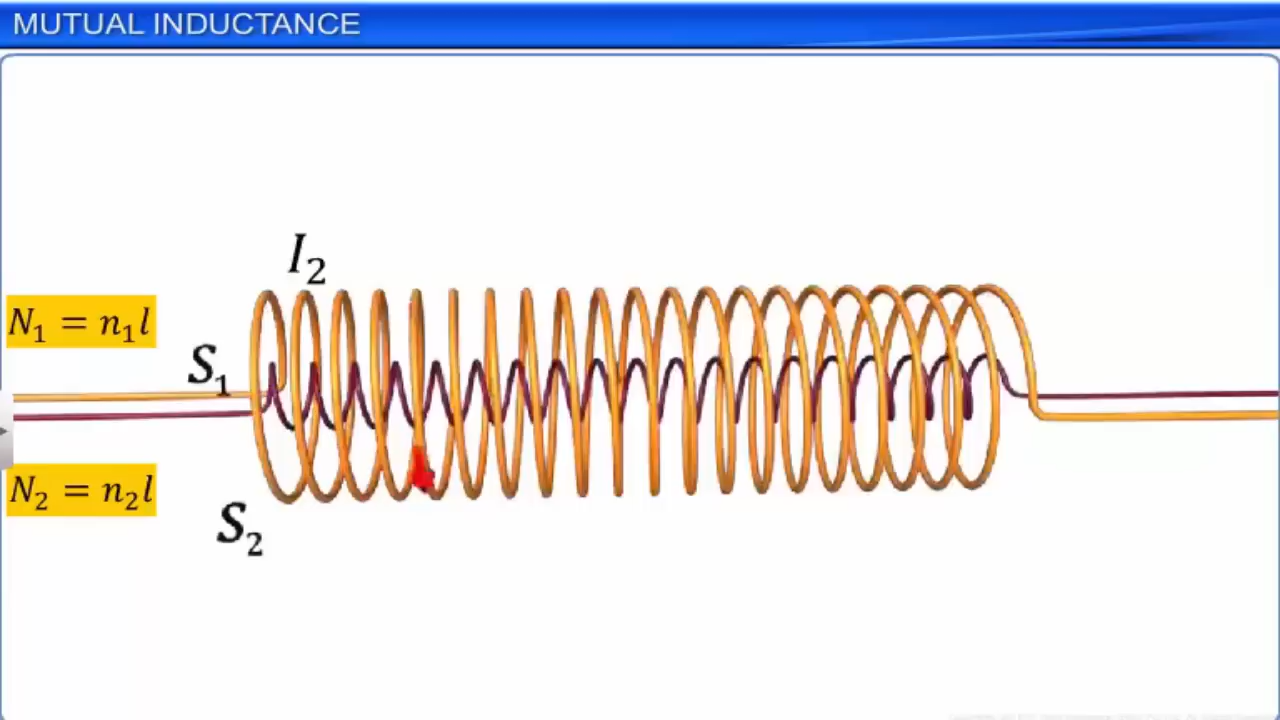 MUTUAL INDUCTANCE
I₂
N₁ = n₁l
S₁
N₂ = n₂l
S₂